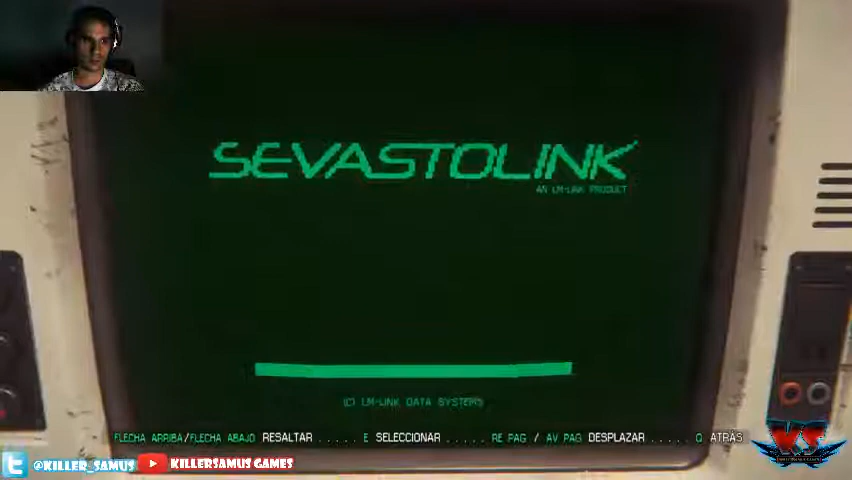 SEVASTOLINK
AN LM-LINK PRODUCT
(C) LM-LINK DATA SYSTEMS
FLECHA ARRIBA/FLECHA ABAJO RESALTAR ..... E SELECCIONAR ..... RE PAG / AV PAG DESPLAZAR ..... Q ATRÁS
@KILLER_SAMUS KILLERSAMUS GAMES
KS